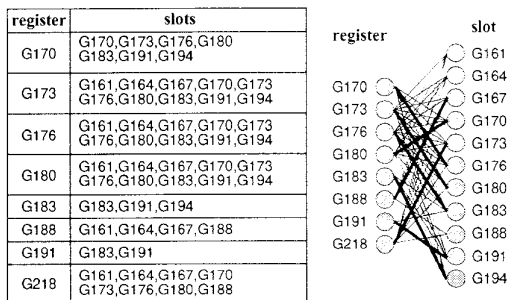 register slots
G170 G170,G173,G176,G180
G183,G191,G194
G173 G161,G164,G167,G170,G173
G176,G180,G183,G191,G194
G176 G161,G164,G167,G170,G173
G176,G180,G183,G191,G194
G180 G161,G164,G167,G170,G173
G176,G180,G183,G191,G194
G183 G183,G191,G194
G188 G161,G164,G167,G188
G191 G183,G191
G218 G161,G164,G167,G170
G173,G176,G180,G188
register
G170
G173
G176
G180
G183
G188
G191
G218
slot
G161
G164
G167
G170
G173
G176
G180
G183
G188
G191
G194